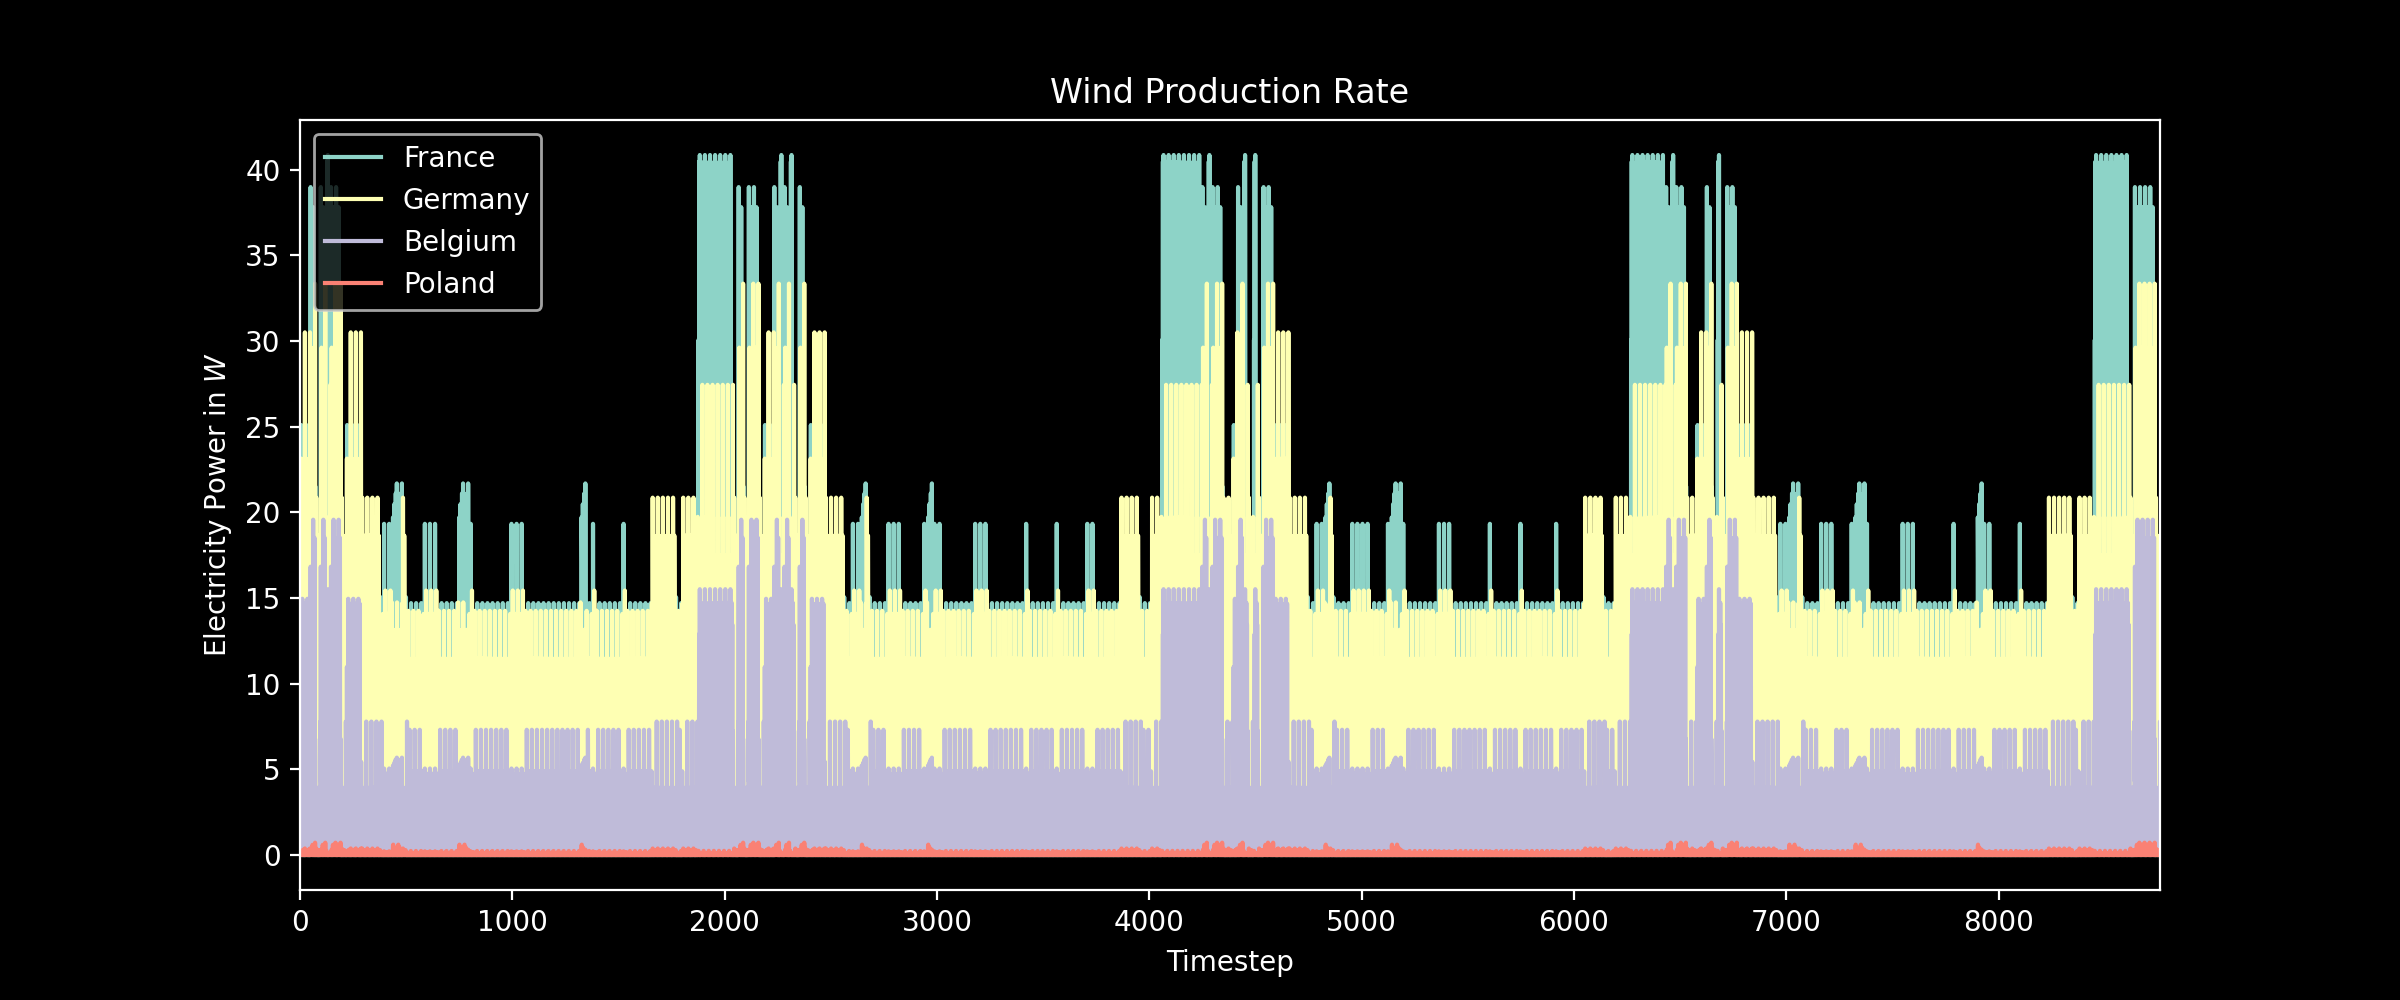 Wind Production Rate
France
Germany
Belgium
Poland
Electricity Power in W
40
35
30
25
20
15
10
5
0
0 1000 2000 3000 4000 5000 6000 7000 8000
Timestep